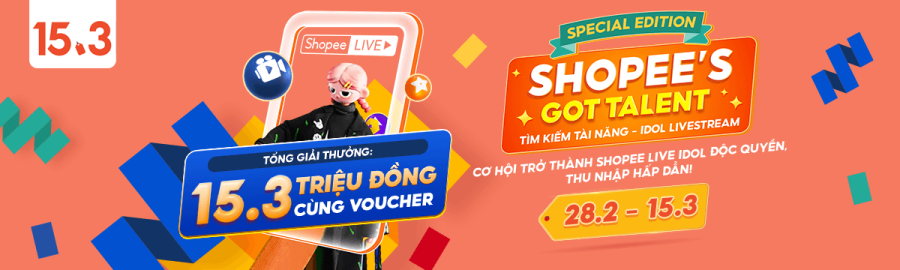 15.3
Shopee LIVE
TỔNG GIẢI THƯỞNG:
15.3 TRIỆU ĐỒNG
CÙNG VOUCHER
SPECIAL EDITION
SHOPEE'S
GOT TALENT
TÌM KIẾM TÀI NĂNG - IDOL LIVESTREAM
CƠ HỘI TRỞ THÀNH SHOPEE LIVE IDOL ĐỘC QUYỀN,
THU NHẬP HẤP DẪN!
28.2 - 15.3